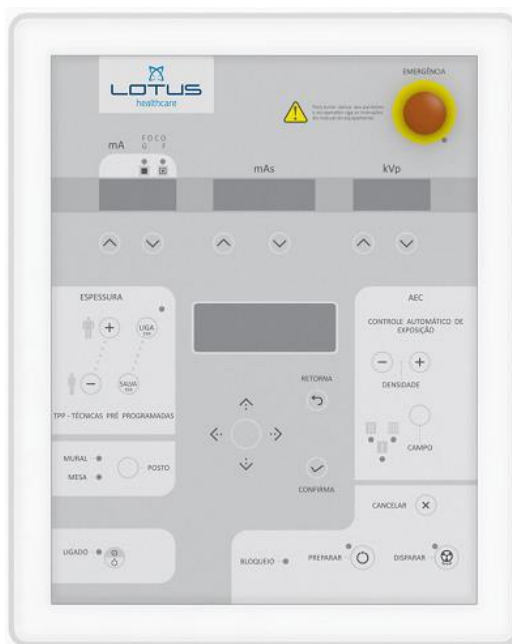 LOTUS
healthcare
EMERGÊNCIA
FOCO
G F
mA
mAs
kVp
ESPESSURA
LIGA
SALVA
TPP - TÉCNICAS PRÉ PROGRAMADAS
AEC
CONTROLE AUTOMÁTICO DE
EXPOSIÇÃO
DENSIDADE
CAMPO
RETORNA
CONFIRMA
MURAL
MESA
POSTO
CANCELAR
LIGADO
BLOQUEIO
PREPARAR
DISPARAR